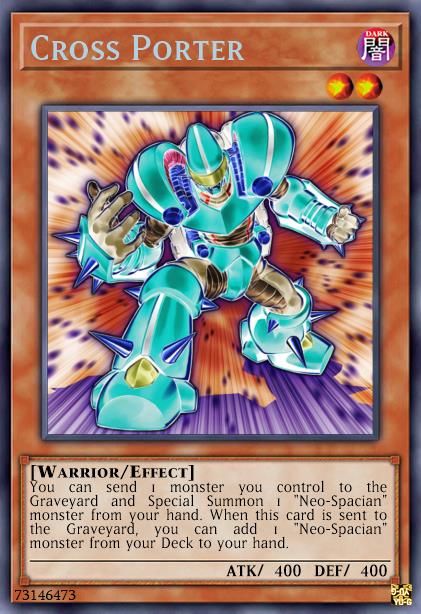 Cross Porter
DARK
闇
[Warrior/Effect]
You can send 1 monster you control to the
Graveyard and Special Summon 1 "Neo-Spacian"
monster from your hand. When this card is sent to
the Graveyard, you can add 1 "Neo-Spacian"
monster from your Deck to your hand.
ATK/ 400 DEF/ 400
73146473